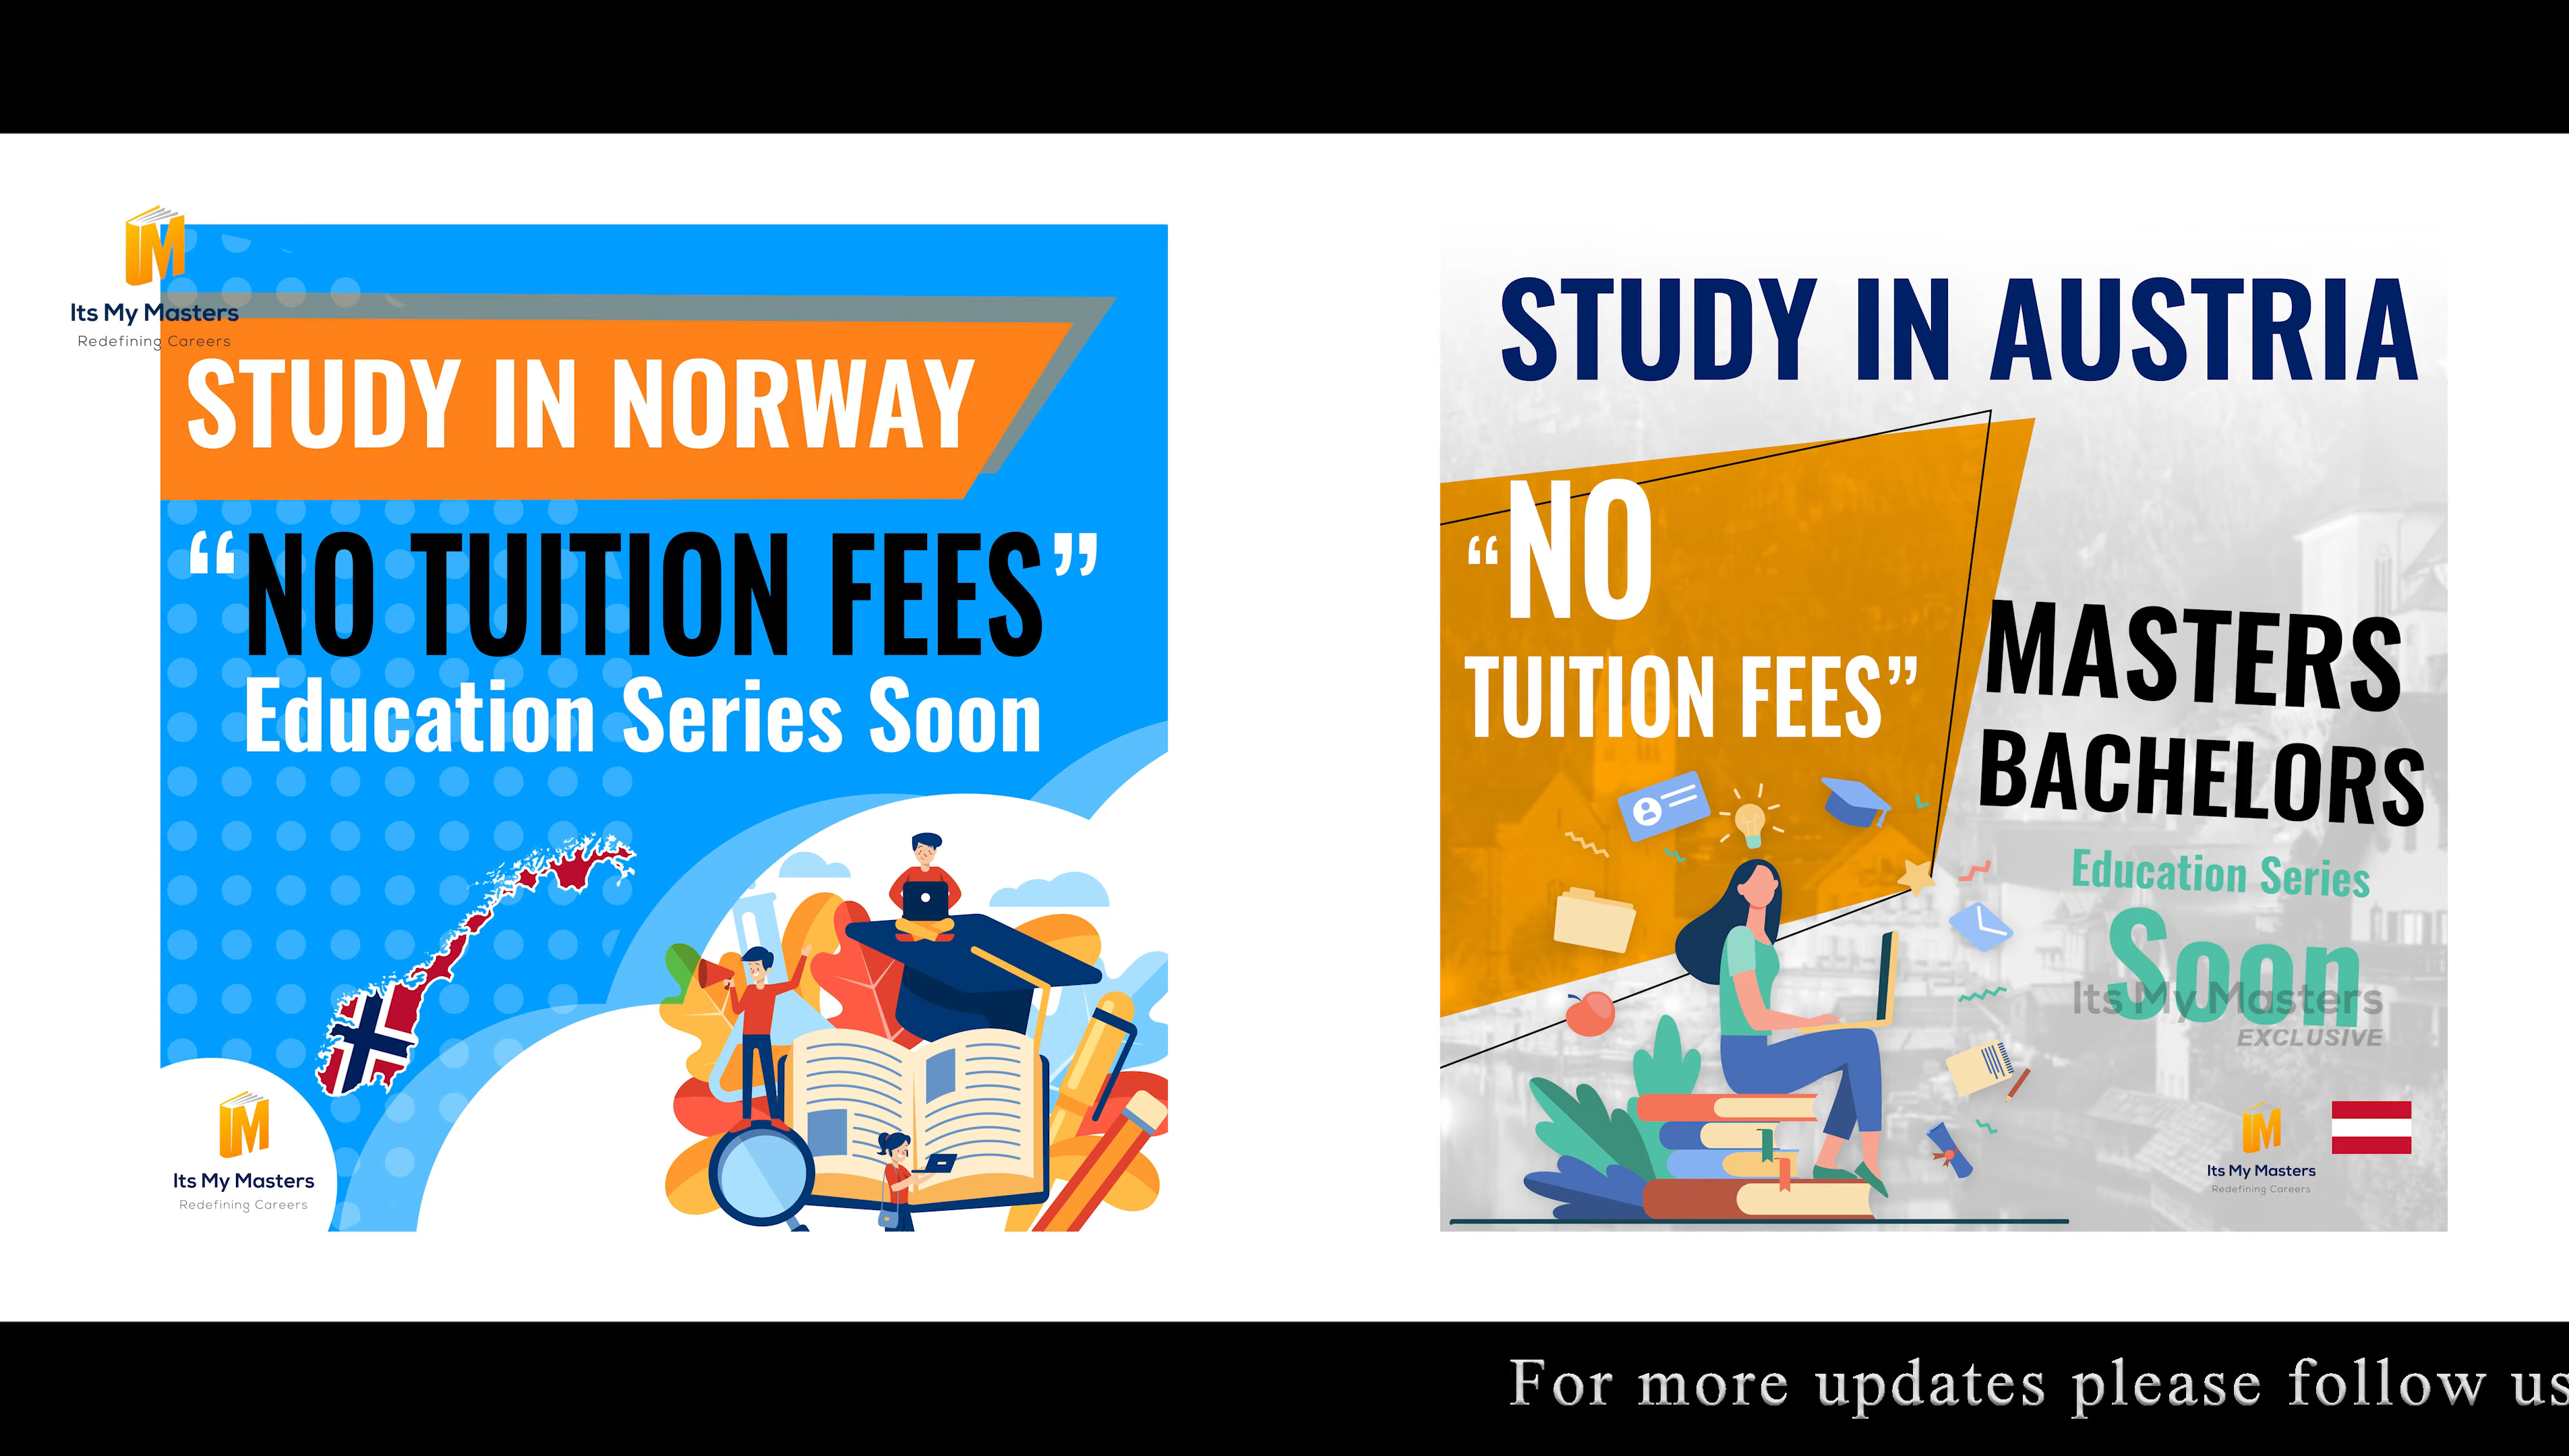 Its My Masters
Redefining Careers
STUDY IN NORWAY
“NO TUITION FEES”
Education Series Soon
M
Its My Masters
Redefining Careers
STUDY IN AUSTRIA
“NO
TUITION FEES”
MASTERS
BACHELORS
Education Series
Soon
Its My Masters
EXCLUSIVE
M
Its My Masters
Redefining Careers
For more updates please follow us